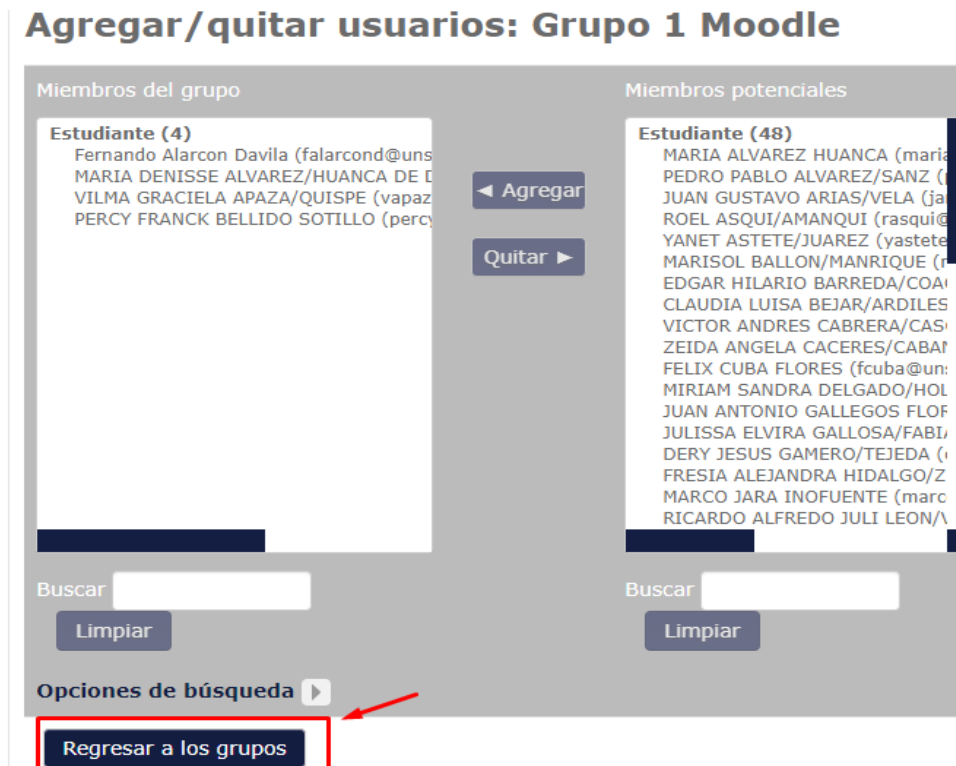 Agregar/quitar usuarios: Grupo 1 Moodle
Miembros del grupo
Estudiante (4)
Fernando Alarcon Davila (falarcond@uns
MARIA DENISSE ALVAREZ/HUANCA DE
VILMA GRACIELA APAZA/QUISPE (vapaz
PERCY FRANCK BELLIDO SOTILLO (percy
◄ Agregar
Quitar ►
Miembros potenciales
Estudiante (48)
MARIA ALVAREZ HUANCA (maria
PEDRO PABLO ALVAREZ/SANZ (
JUAN GUSTAVO ARIAS/VELA (ja
ROEL ASQUI/AMANQUI (rasqui@
YANET ASTETE/JUAREZ (yastete
MARISOL BALLON/MANRIQUE (
EDGAR HILARIO BARREDA/COA
CLAUDIA LUISA BEJAR/ARDILES
VICTOR ANDRES CABRERA/CAS
ZEIDA ANGELA CACERES/CABA
FELIX CUBA FLORES (fcuba@un
MIRIAM SANDRA DELGADO/HOL
JUAN ANTONIO GALLEGOS FLOR
JULISSA ELVIRA GALLOSA/FABI
DERY JESUS GAMERO/TEJEDA (
FRESIA ALEJANDRA HIDALGO/Z
MARCO JARA INOFUENTE (marc
RICARDO ALFREDO JULI LEON/
Buscar
Limpiar
Buscar
Limpiar
Opciones de búsqueda
Regresar a los grupos